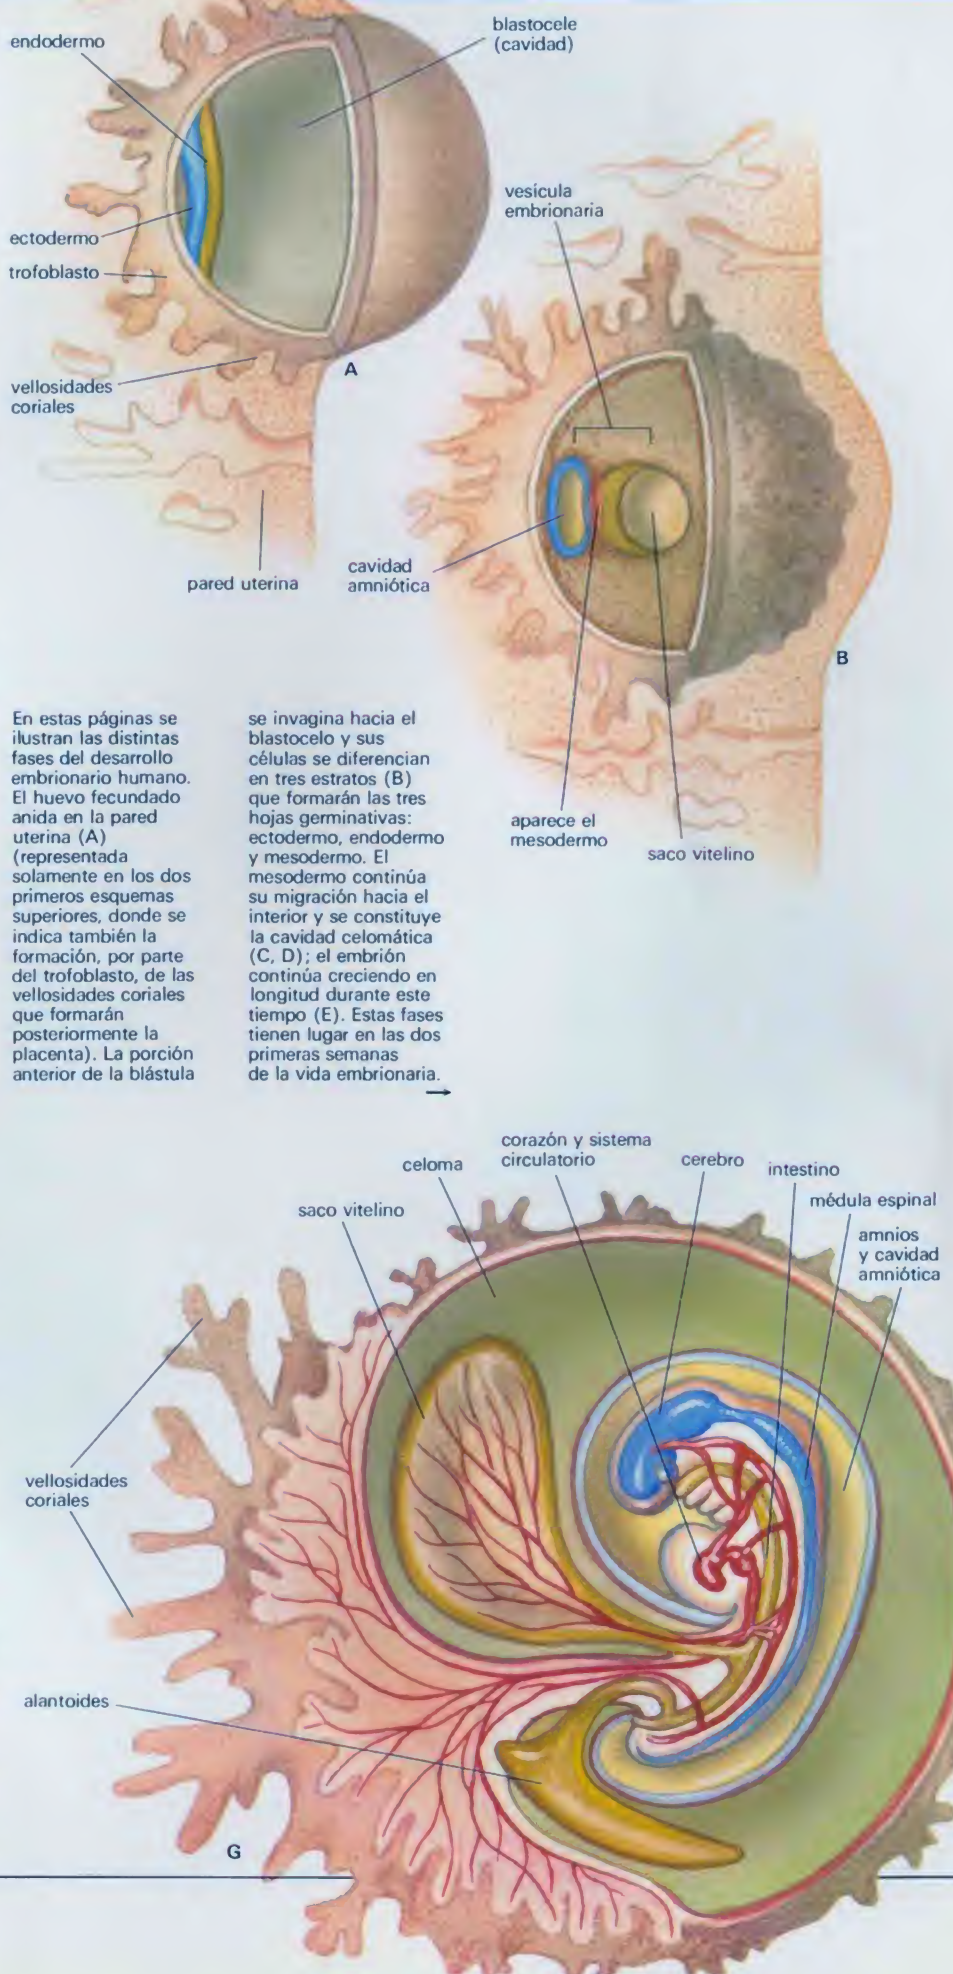 endodermo
blastocele
(cavidad)
ectodermo
trofoblasto
vellosidades
coriales
A
pared uterina
vesícula
embrionaria
cavidad
amniótica
B
aparece el
mesodermo
saco vitelino
En estas páginas se
ilustran las distintas
fases del desarrollo
embrionario humano.
El huevo fecundado
anida en la pared
uterina (A)
(representada
solamente en los dos
primeros esquemas
superiores, donde se
indica también la
formación, por parte
del trofoblasto, de las
vellosidades coriales
que formarán
posteriormente la
placenta). La porción
anterior de la blástula
se invagina hacia el
blastocelo y sus
células se diferencian
en tres estratos (B)
que formarán las tres
hojas germinativas:
ectodermo, endodermo
y mesodermo. El
mesodermo continúa
su migración hacia el
interior y se constituye
la cavidad celomática
(C, D); el embrión
continúa creciendo en
longitud durante este
tiempo (E). Estas fases
tienen lugar en las dos
primeras semanas
de la vida embrionaria.
→
saco vitelino
celoma
corazón y sistema
circulatorio
cerebro
intestino
médula espinal
amnios
y cavidad
amniótica
vellosidades
coriales
alantoides
G